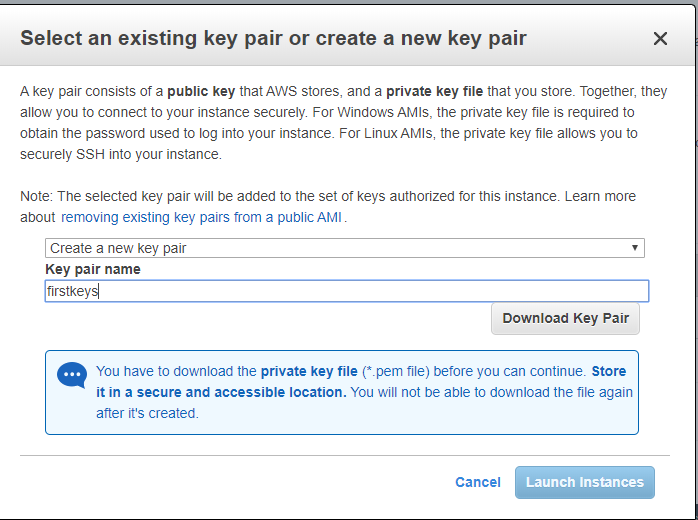 Select an existing key pair or create a new key pair
A key pair consists of a public key that AWS stores, and a private key file that you store. Together, they
allow you to connect to your instance securely. For Windows AMIs, the private key file is required to
obtain the password used to log into your instance. For Linux AMIs, the private key file allows you to
securely SSH into your instance.
Note: The selected key pair will be added to the set of keys authorized for this instance. Learn more
about removing existing key pairs from a public AMI .
Create a new key pair
Key pair name
firstkeys
Download Key Pair
You have to download the private key file (*.pem file) before you can continue. Store
it in a secure and accessible location. You will not be able to download the file again
after it's created.
Cancel Launch Instances